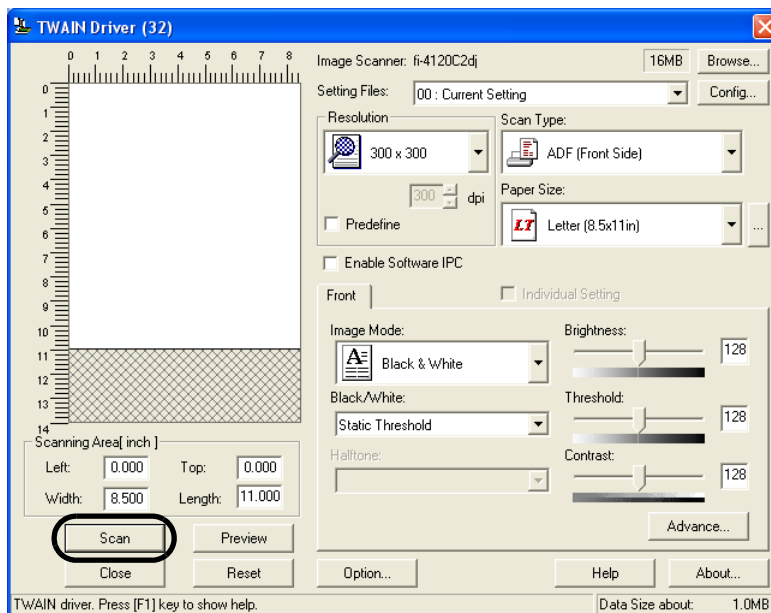 TWAIN Driver (32)
0 1 2 3 4 5 6 7 8
0
1
2
3
4
5
6
7
8
9
10
11
12
13
14
Scanning Area[ inch ]
Left: 0.000 Top: 0.000
Width: 8.500 Length: 11.000
Scan Preview
Close Reset
Image Scanner: fi-4120C2dj 16MB Browse...
Setting Files: 00 : Current Setting Config...
Resolution
300 x 300
300 dpi
Predefine
Scan Type:
ADF (Front Side)
Paper Size:
LT Letter (8.5x11in) ...
Enable Software IPC
Front Individual Setting
Image Mode:
A Black & White
Black/White:
Static Threshold
Halftone:
Brightness:
128
Threshold:
128
Contrast:
128
Advance...
Option... Help About...
TWAIN driver. Press [F1] key to show help. Data Size about: 1.0MB